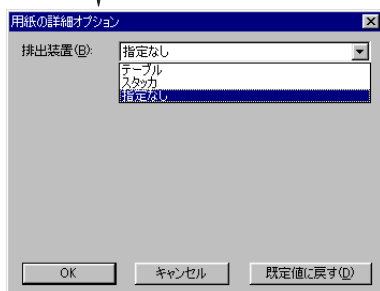 用紙の詳細オプション
排出装置(B): 指定なし
テーブル
スタッカ
指定なし
OK キャンセル 既定値に戻す(D)